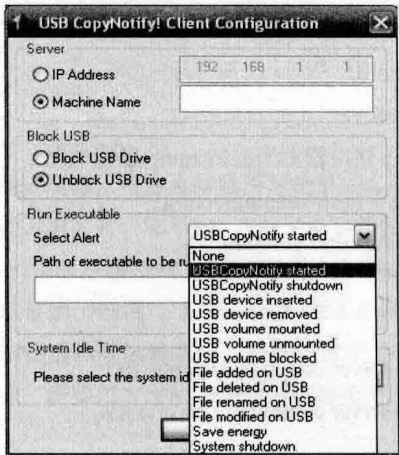 USB CopyNotify! Client Configuration
Server
IP Address
192 168 1 1
Machine Name
Block USB
Block USB Drive
Unblock USB Drive
Run Executable
Select Alert
USBCopyNotify started
Path of executable to be ru
None
USBCopyNotify started
USBCopyNotify shutdown
USB device inserted
USB device removed
USB volume mounted
USB volume unmounted
USB volume blocked
File added on USB
File deleted on USB
File renamed on USB
File modified on USB
Save energy
System shutdown
System Idle Time
Please select the system id